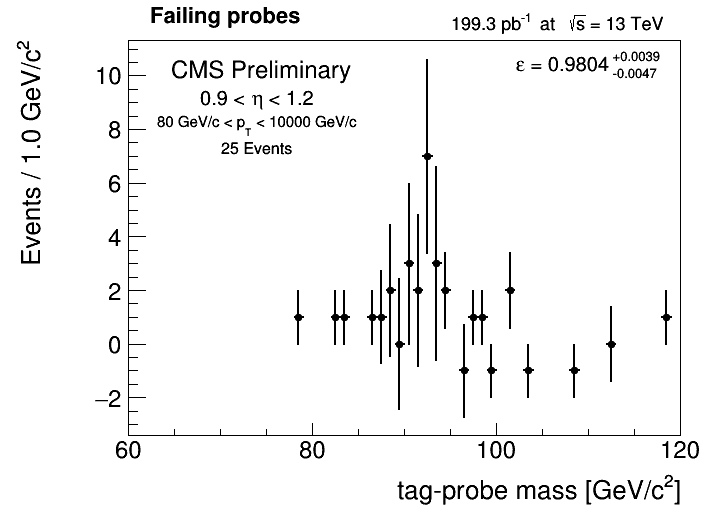 Failing probes
199.3 pb⁻¹ at √s = 13 TeV
CMS Preliminary
ε = 0.9804 +0.0039 -0.0047
0.9 < η < 1.2
80 GeV/c < p_T < 10000 GeV/c
25 Events
Events / 1.0 GeV/c²
10
8
6
4
2
0
−2
60 80 100 120
tag-probe mass [GeV/c²]